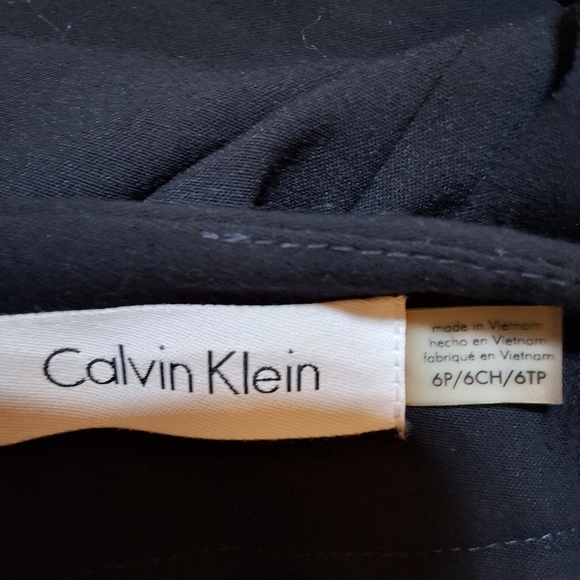 Calvin Klein
made in Vietnam
hecho en Vietnam
fabriqué en Vietnam
6P/6CH/6TP